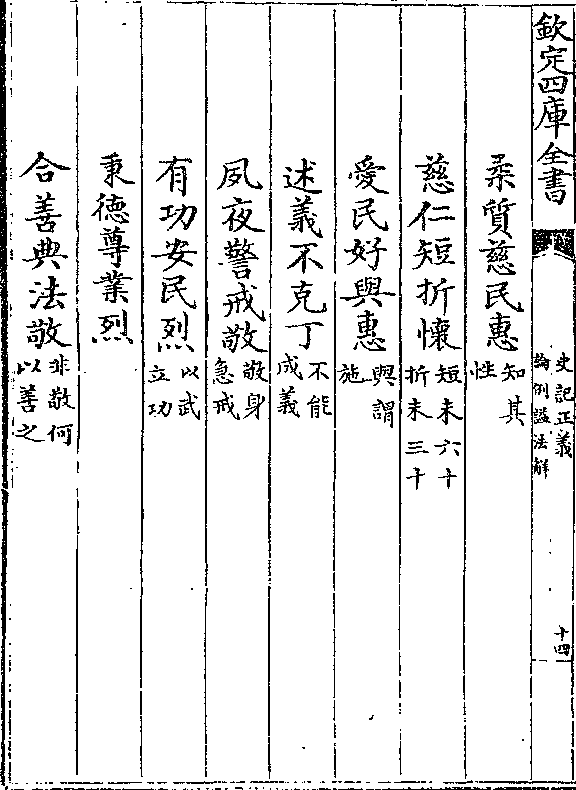 欽定四庫全書
史記正義
論例諡法解
十四
柔質慈民惠知其性
慈仁短折懷短未六十折未三十
愛民好與惠與謂施
述義不克丁不能成義
夙夜警戒敬敬身急戒
有功安民烈以武立功
秉德尊業烈
合善典法敬非敬何以善之